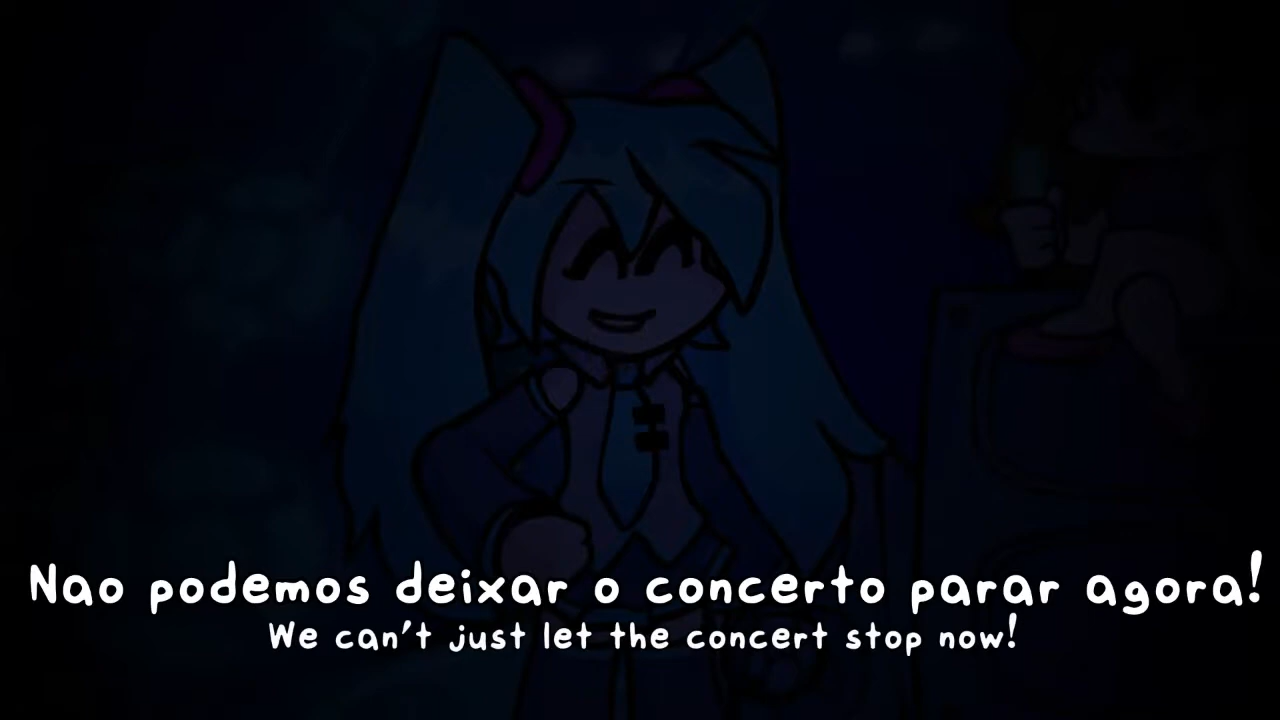 Nao podemos deixar o concerto parar agora!
We can't just let the concert stop now!